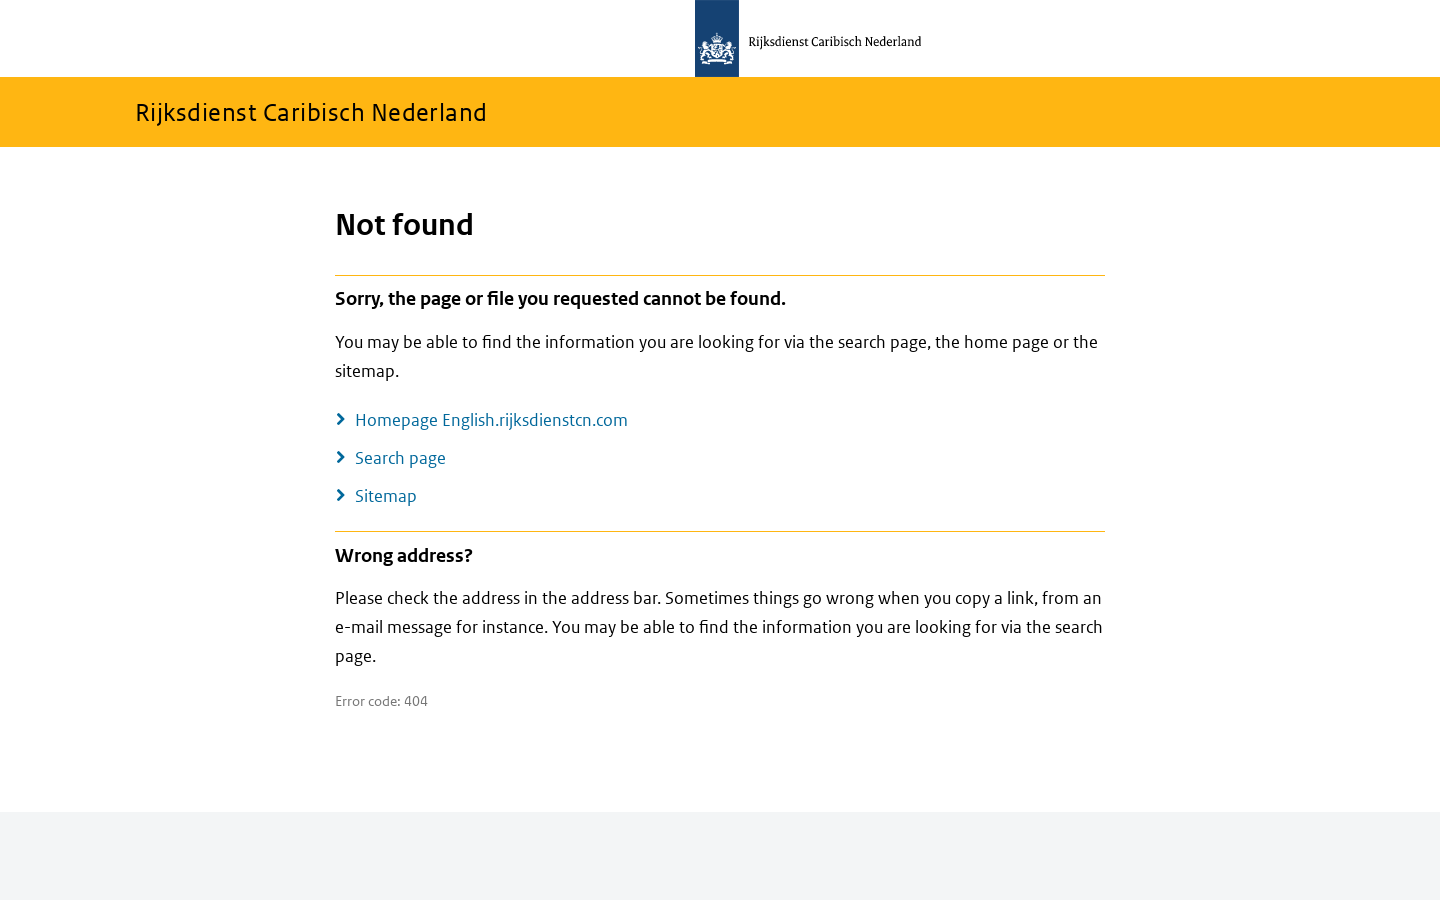 Rijksdienst Caribisch Nederland
Rijksdienst Caribisch Nederland
Not found
Sorry, the page or file you requested cannot be found.
You may be able to find the information you are looking for via the search page, the home page or the
sitemap.
Homepage English.rijksdienstcn.com
Search page
Sitemap
Wrong address?
Please check the address in the address bar. Sometimes things go wrong when you copy a link, from an
e-mail message for instance. You may be able to find the information you are looking for via the search
page.
Error code: 404